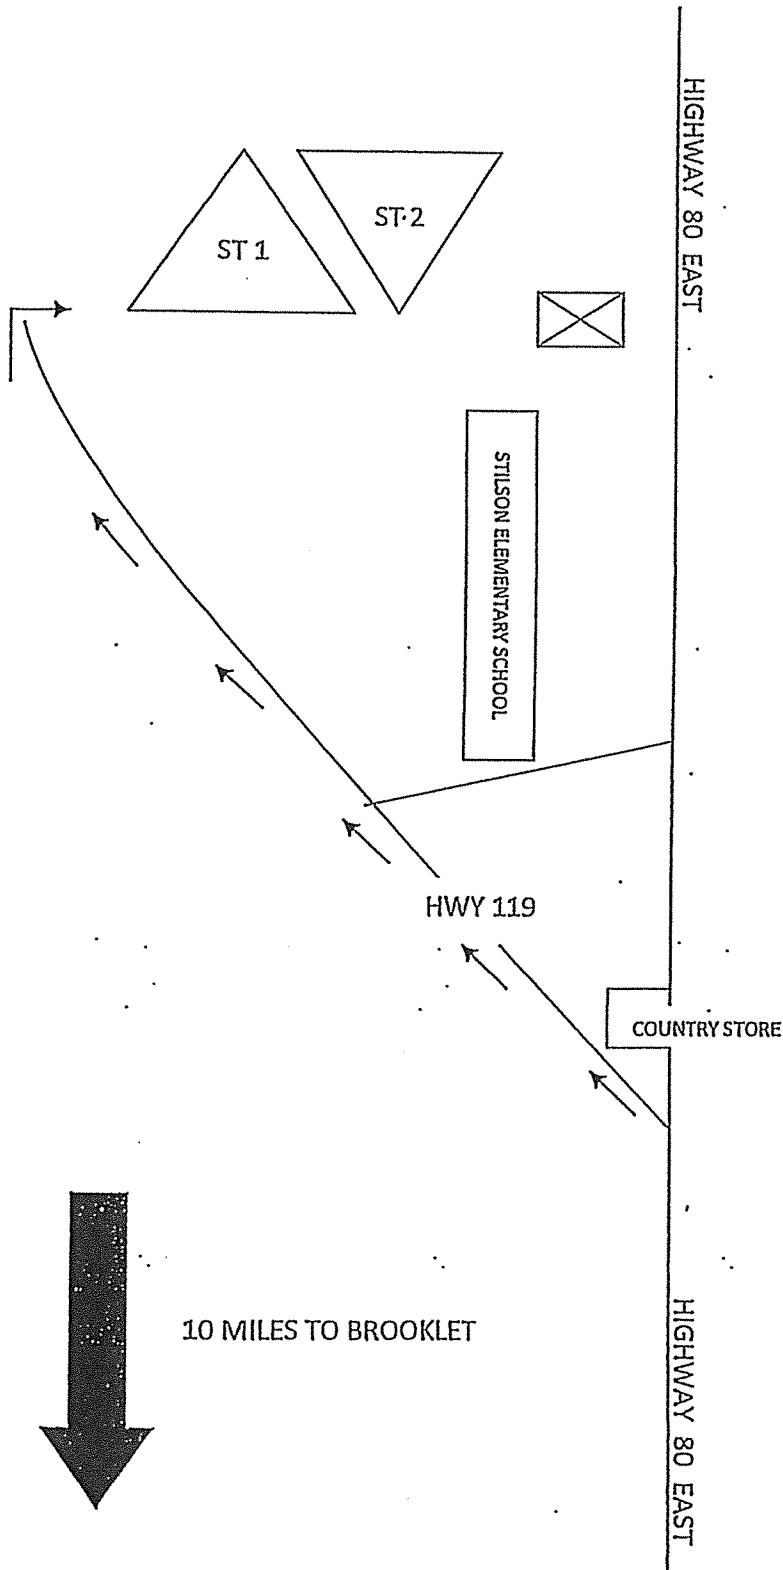 HIGHWAY 80 EAST
ST 1
ST 2
STILSON ELEMENTARY SCHOOL
HWY 119
COUNTRY STORE
10 MILES TO BROOKLET
HIGHWAY 80 EAST